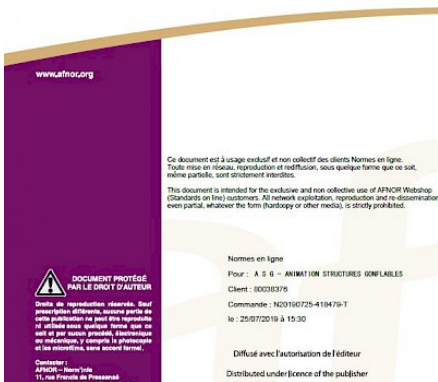 www.afnor.org
Ce document est à usage exclusif et non collectif des clients Normes en ligne.
Toute mise en réseau, reproduction et rediffusion, sous quelque forme que ce soit,
même partielle, sont strictement interdites.
This document is intended for the exclusive and non collective use of AFNOR Webshop
(Standards on line) customers. All network exploitation, reproduction and re-dissemination,
even partial, whatever the form (hardcopy or other media), is strictly prohibited.
DOCUMENT PROTÉGÉ
PAR LE DROIT D'AUTEUR
Droits de reproduction réservés. Sauf
prescription différente, aucune partie de
cette publication ne peut être reproduite
ni utilisée sous quelque forme que ce
soit et par aucun procédé, électronique
ou mécanique, y compris la photocopie
et les microfilms, sans accord formel.
Contacter :
AFNOR – Norm'Info
11, rue Francis de Pressensé
Normes en ligne
Pour : A S G - ANIMATION STRUCTURES GONFLABLES
Client : 80038376
Commande : N20190725-418479-T
le : 25/07/2019 à 15:30
Diffusé avec l'autorisation de l'éditeur
Distributed under licence of the publisher